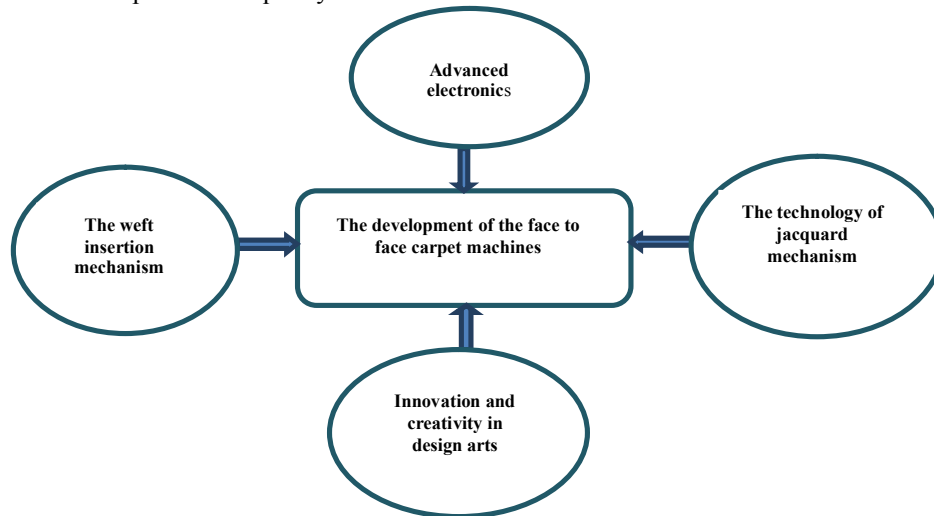 Advanced
electronics
The weft
insertion
mechanism
The development of the face to
face carpet machines
The technology of
jacquard
mechanism
Innovation and
creativity in
design arts